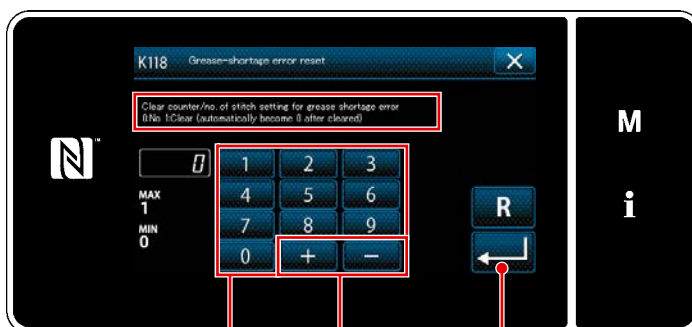 K118 Grease-shortage error reset
Clear counter/no. of stitch setting for grease shortage error
0:No 1:Clear (automatically become 0 after cleared)
0
MAX
1
MIN
0
1 2 3
4 5 6
7 8 9
0 + −
R
M
i
N